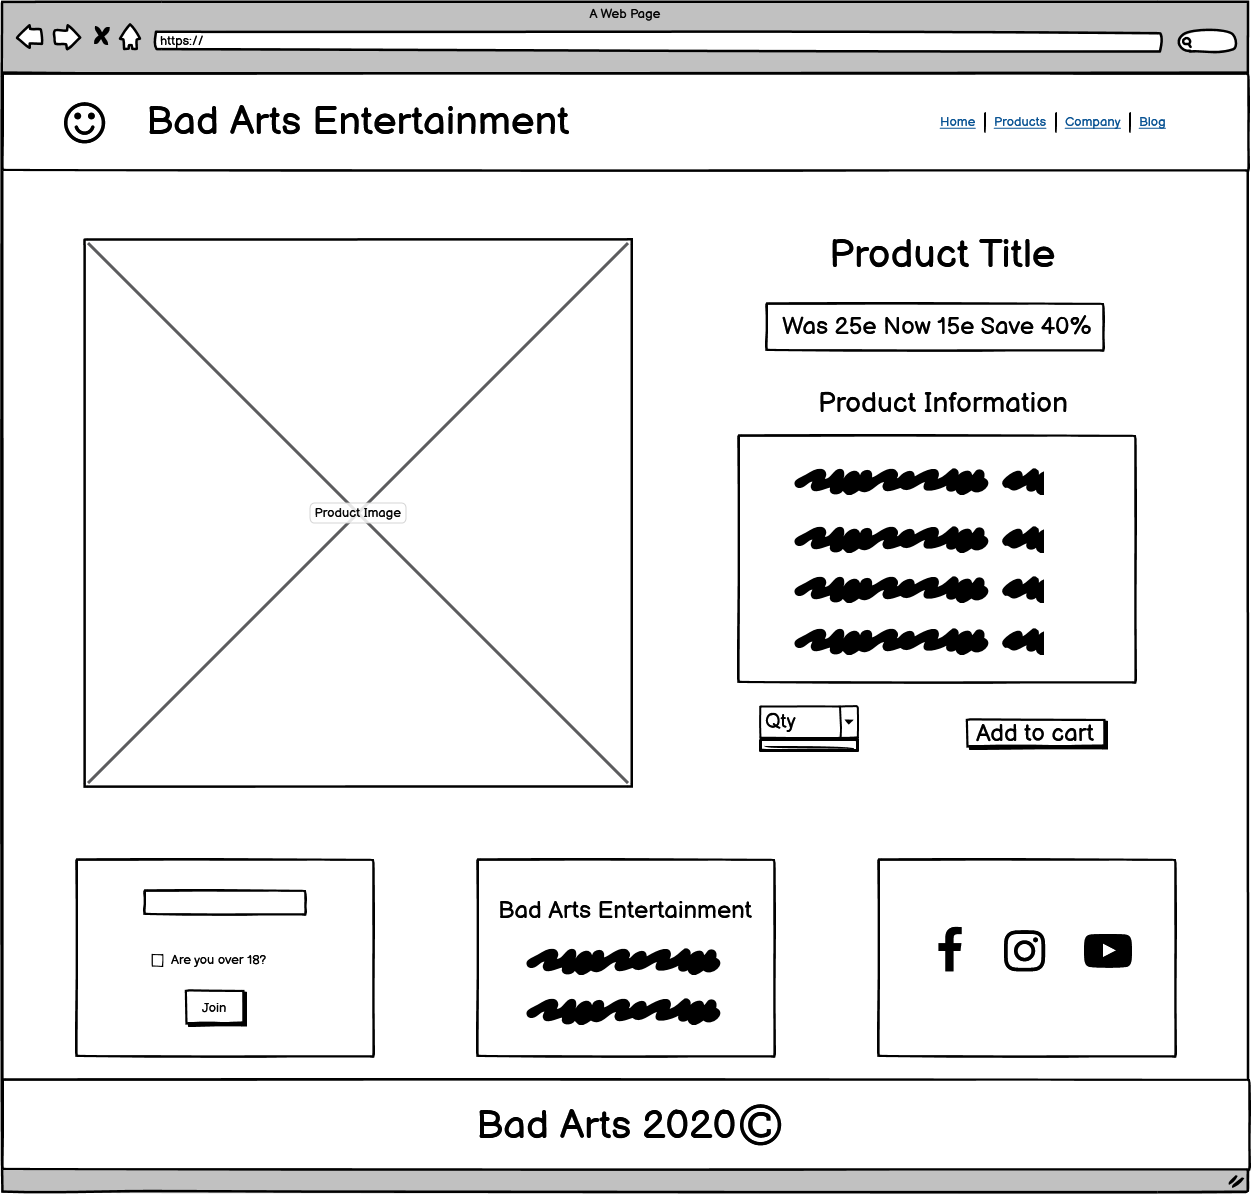 A Web Page
https://
Bad Arts Entertainment
Home Products Company Blog
Product Title
Was 25e Now 15e Save 40%
Product Information
Product Image
Qty
Add to cart
Are you over 18?
Join
Bad Arts Entertainment
Bad Arts 2020©